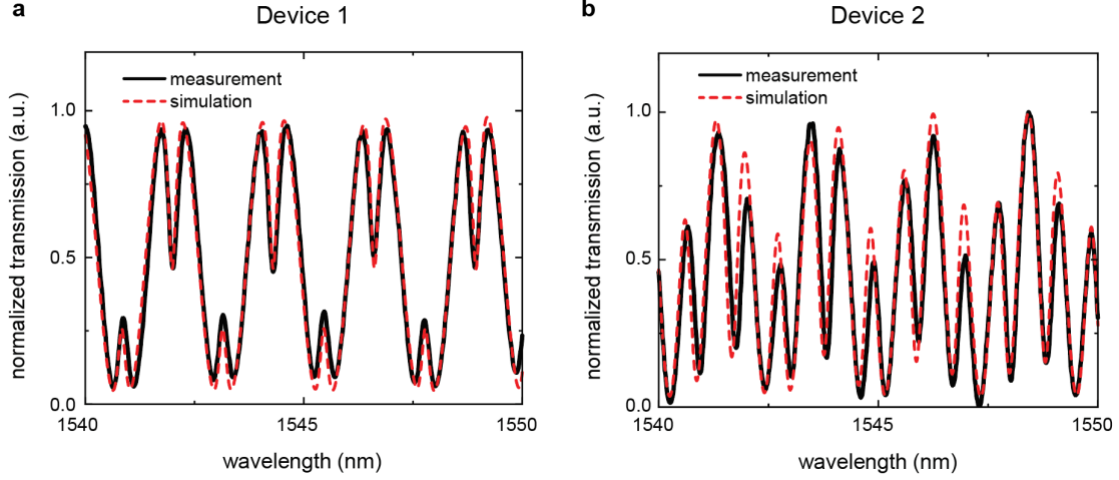 a
Device 1
measurement
simulation
normalized transmission (a.u.)
1.0
0.5
0.0
1540
1545
1550
wavelength (nm)
b
Device 2
measurement
simulation
normalized transmission (a.u.)
1.0
0.5
0.0
1540
1545
1550
wavelength (nm)